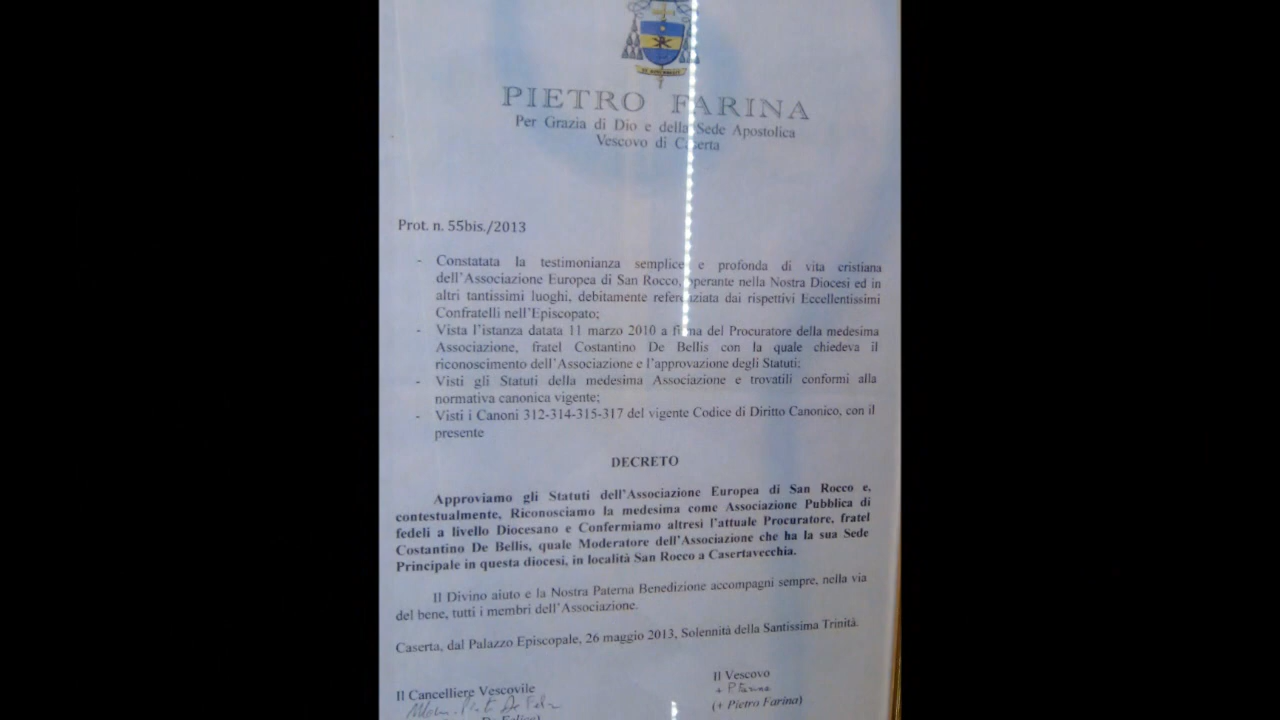 PIETRO FARINA
Per Grazia di Dio e della Sede Apostolica
Vescovo di Caserta
Prot. n. 55bis./2013
- Constatata la testimonianza semplice e profonda di vita cristiana
dell'Associazione Europea di San Rocco, operante nella Nostra Diocesi ed in
altri tantissimi luoghi, debitamente referenziata dai rispettivi Eccellentissimi
Confratelli nell'Episcopato;
- Vista l'istanza datata 11 marzo 2010 a firma del Procuratore della medesima
Associazione, fratel Costantino De Bellis con la quale chiedeva il
riconoscimento dell'Associazione e l'approvazione degli Statuti;
- Visti gli Statuti della medesima Associazione e trovatili conformi alla
normativa canonica vigente;
- Visti i Canoni 312-314-315-317 del vigente Codice di Diritto Canonico, con il
presente
DECRETO
Approviamo gli Statuti dell'Associazione Europea di San Rocco e,
contestualmente, Riconosciamo la medesima come Associazione Pubblica di
fedeli a livello Diocesano e Confermiamo altresì l'attuale Procuratore, fratel
Costantino De Bellis, quale Moderatore dell'Associazione che ha la sua Sede
Principale in questa diocesi, in località San Rocco a Casertavecchia.
Il Divino aiuto e la Nostra Paterna Benedizione accompagni sempre, nella via
del bene, tutti i membri dell'Associazione.
Caserta, dal Palazzo Episcopale, 26 maggio 2013, Solennità della Santissima Trinità.
Il Cancelliere Vescovile
De Felice)
Il Vescovo
+ P. Farina
(+ Pietro Farina)